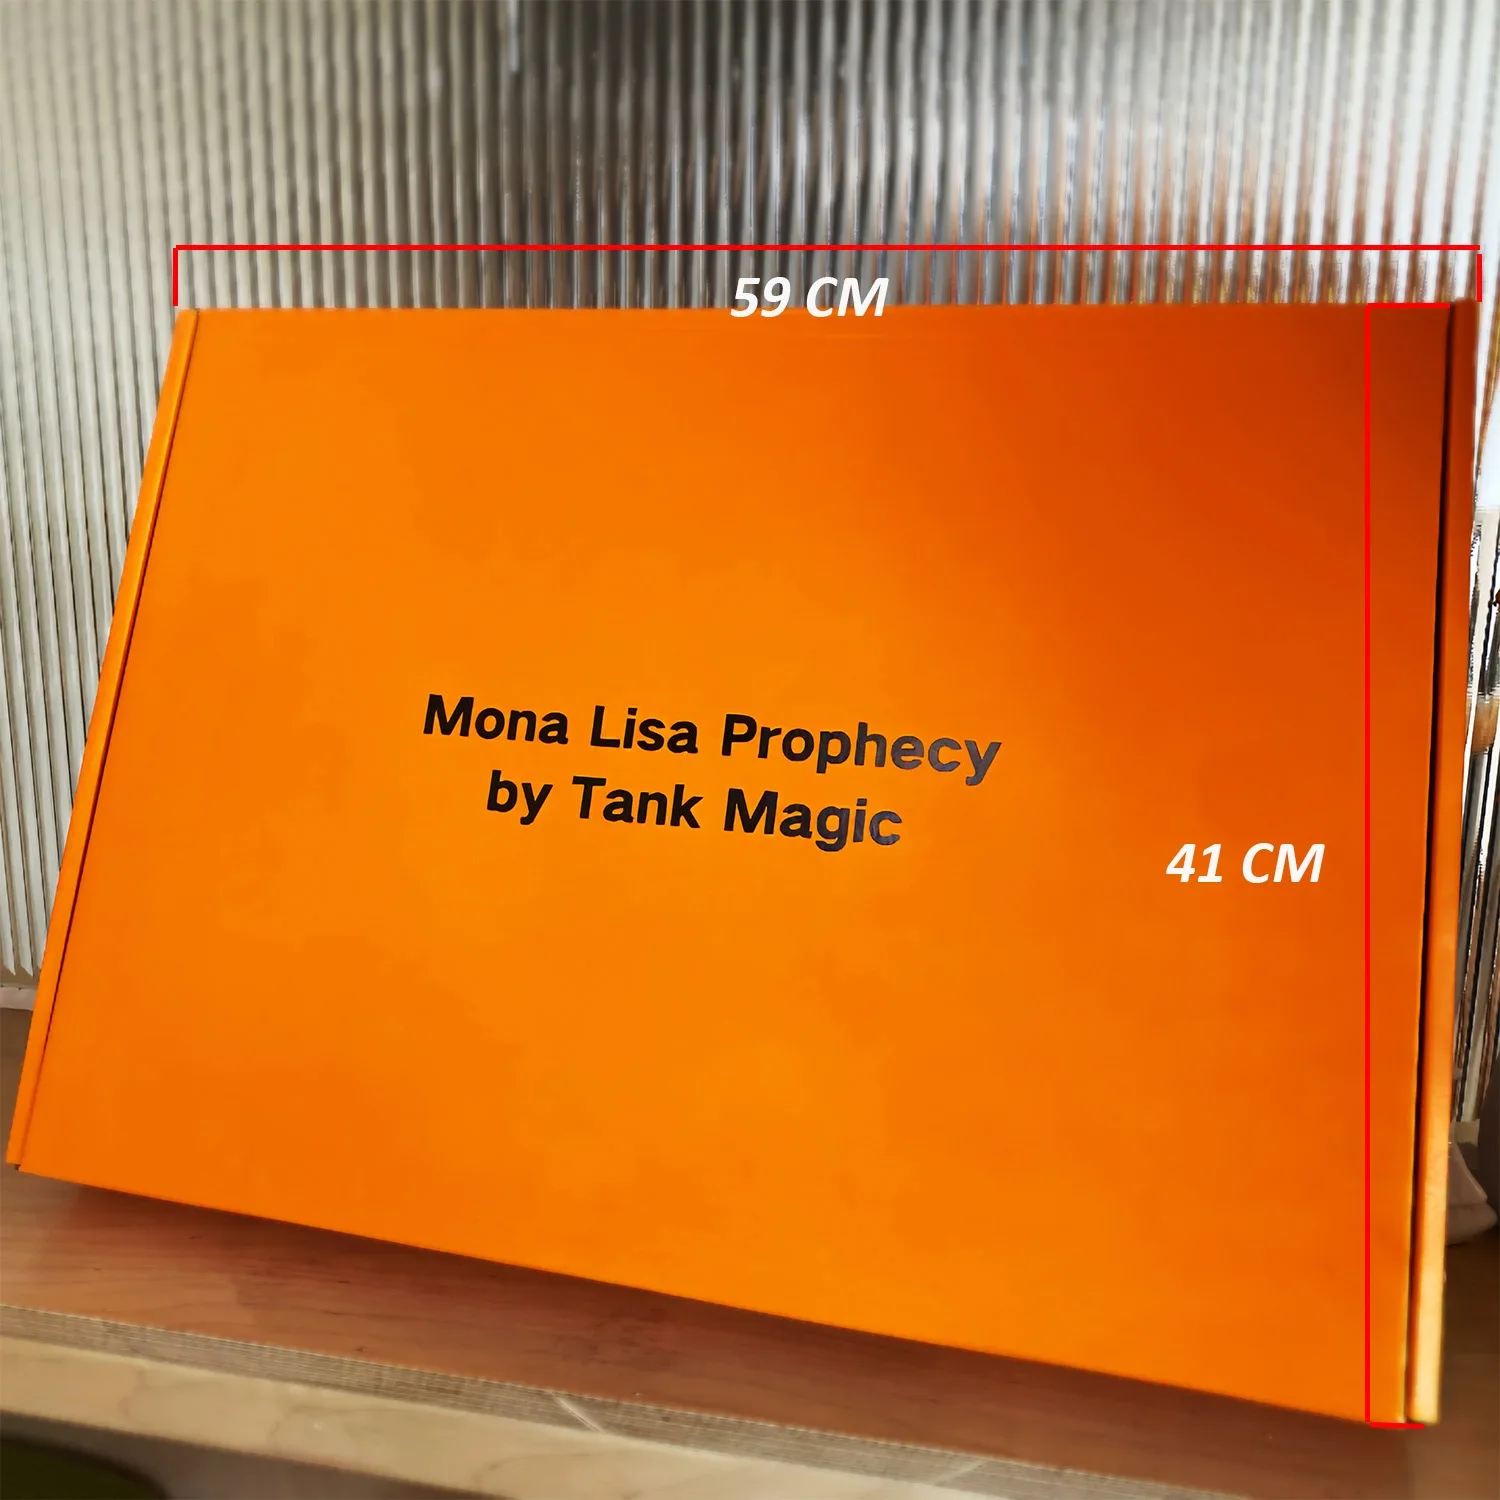 59 CM
Mona Lisa Prophecy
by Tank Magic
41 CM